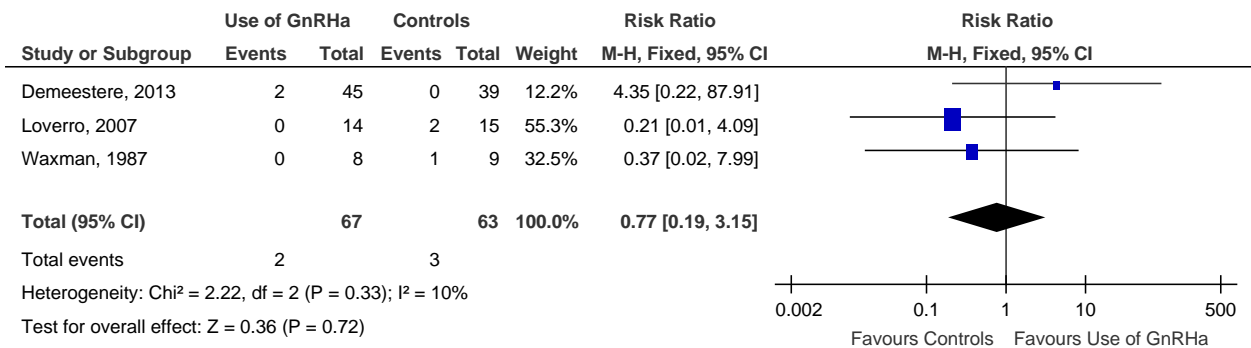 Use of GnRHa Controls Risk Ratio Risk Ratio
Study or Subgroup Events Total Events Total Weight M-H, Fixed, 95% CI M-H, Fixed, 95% CI
Demeestere, 2013 2 45 0 39 12.2% 4.35 [0.22, 87.91]
Loverro, 2007 0 14 2 15 55.3% 0.21 [0.01, 4.09]
Waxman, 1987 0 8 1 9 32.5% 0.37 [0.02, 7.99]
Total (95% CI) 67 63 100.0% 0.77 [0.19, 3.15]
Total events 2 3
Heterogeneity: Chi² = 2.22, df = 2 (P = 0.33); I² = 10%
Test for overall effect: Z = 0.36 (P = 0.72)
0.002 0.1 1 10 500
Favours Controls Favours Use of GnRHa